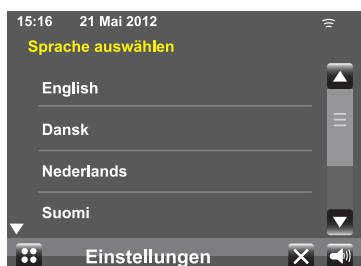 15:16 21 Mai 2012
Sprache auswählen
English
Dansk
Nederlands
Suomi
Einstellungen